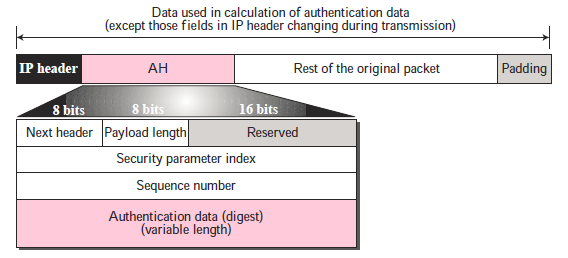 Data used in calculation of authentication data
(except those fields in IP header changing during transmission)
IP header AH Rest of the original packet Padding
8 bits 8 bits 16 bits
Next header Payload length Reserved
Security parameter index
Sequence number
Authentication data (digest)
(variable length)